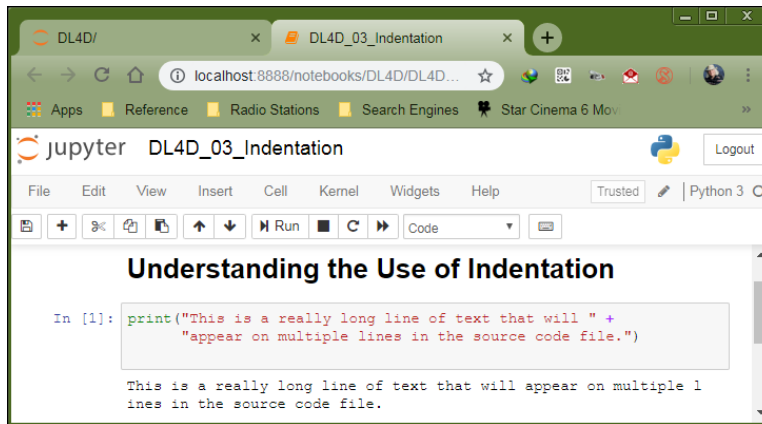 DL4D/
DL4D_03_Indentation
localhost:8888/notebooks/DL4D/DL4D...
Apps Reference Radio Stations Search Engines Star Cinema 6 Movi
jupyter DL4D_03_Indentation
Logout
File Edit View Insert Cell Kernel Widgets Help
Trusted Python 3
Run Code
Understanding the Use of Indentation
In [1]: print("This is a really long line of text that will " +
"appear on multiple lines in the source code file.")
This is a really long line of text that will appear on multiple l
ines in the source code file.